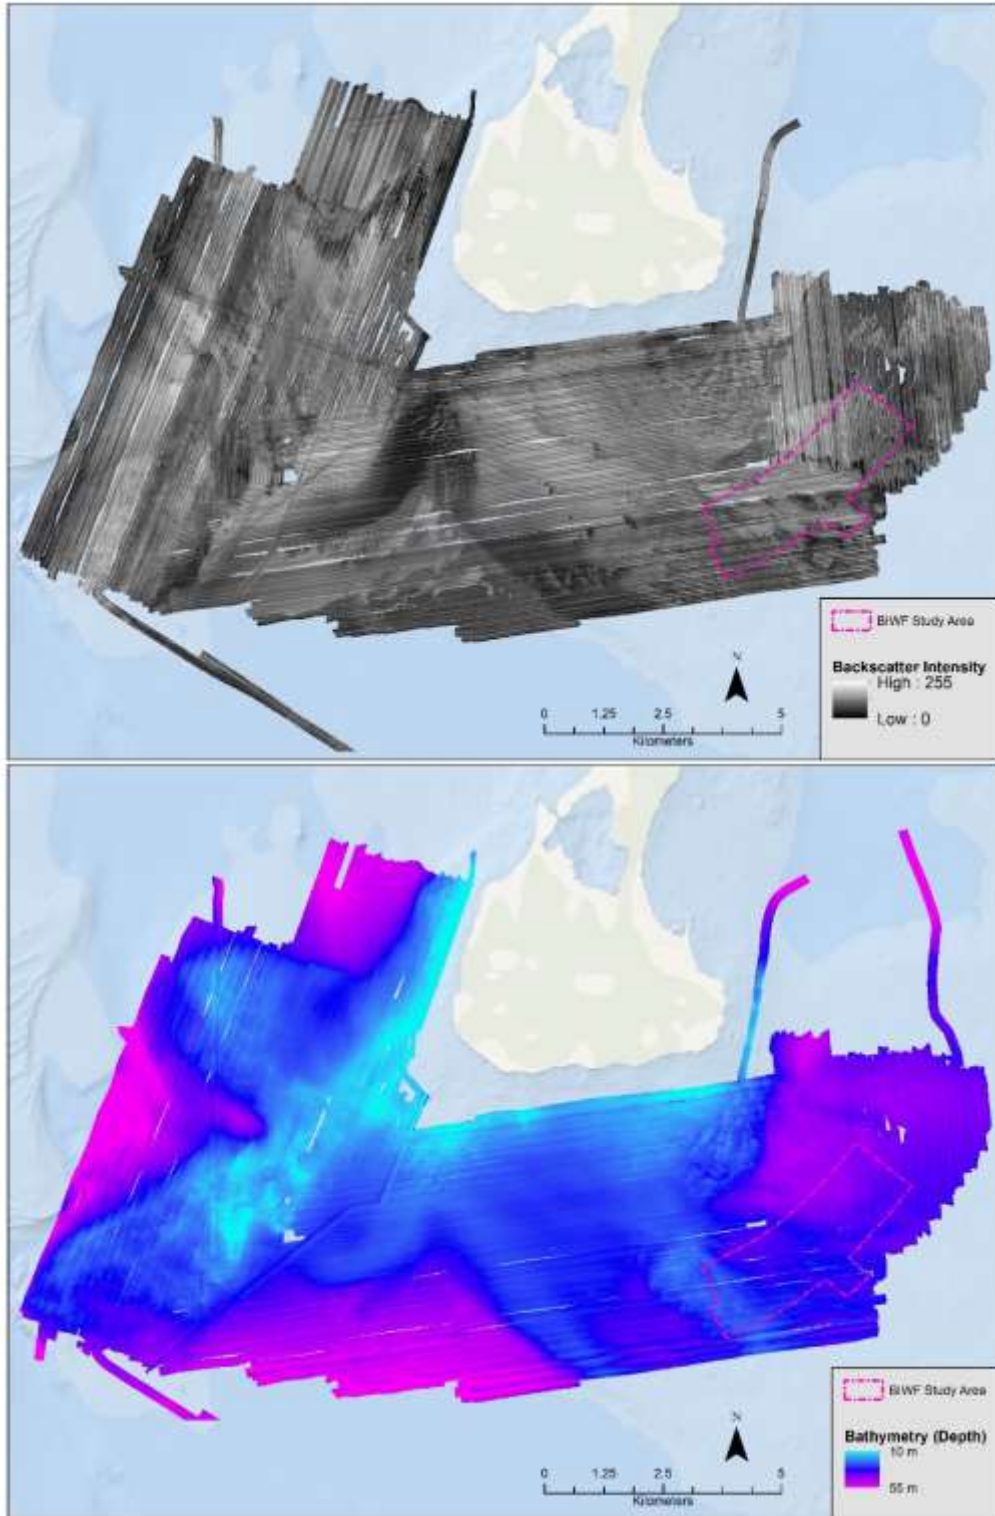 BIWF Study Area
Backscatter Intensity
High : 255
Low : 0
N
0 1.25 2.5 5
Kilometers
BIWF Study Area
Bathymetry (Depth)
10 m
55 m
N
0 1.25 2.5 5
Kilometers